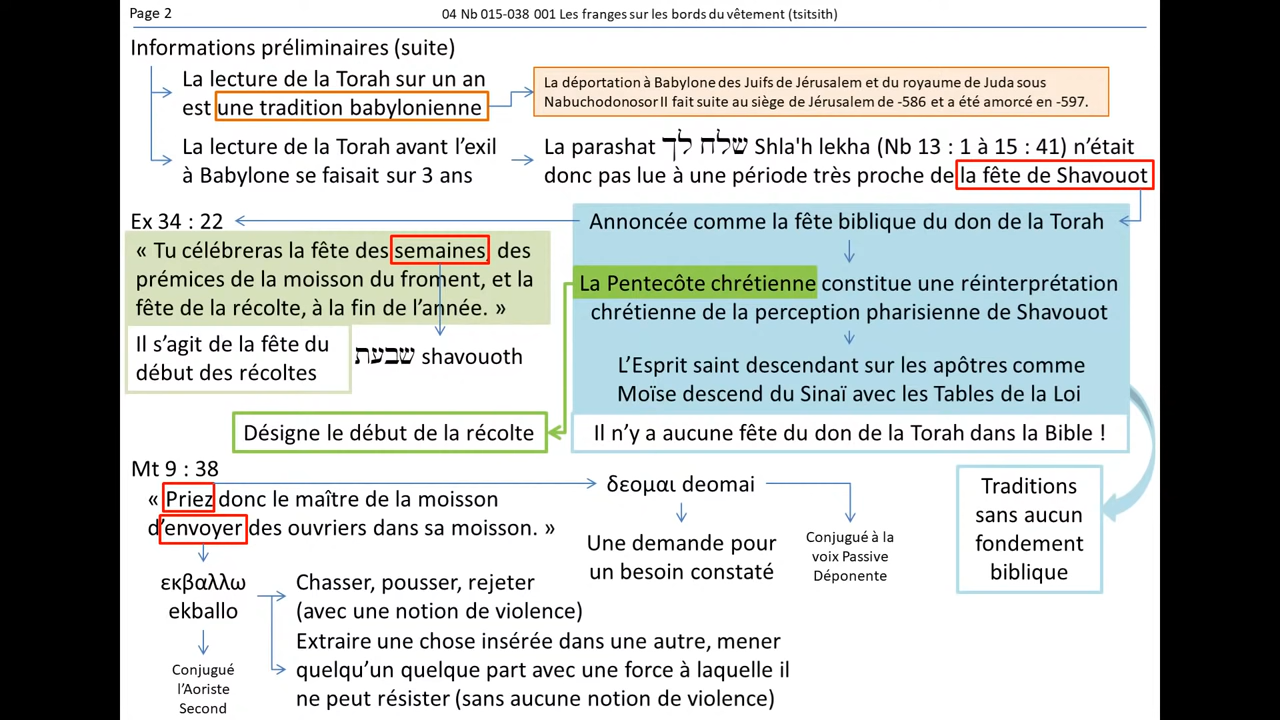 Page 2
04 Nb 015-038 001 Les franges sur les bords du vêtement (tsitsith)
Informations préliminaires (suite)
La lecture de la Torah sur un an
est une tradition babylonienne
La déportation à Babylone des Juifs de Jérusalem et du royaume de Juda sous
Nabuchodonosor II fait suite au siège de Jérusalem de -586 et a été amorcé en -597.
La lecture de la Torah avant l'exil
à Babylone se faisait sur 3 ans
La parashat שלח לך Shla'h lekha (Nb 13 : 1 à 15 : 41) n'était
donc pas lue à une période très proche de la fête de Shavouot
Ex 34 : 22
« Tu célébreras la fête des semaines, des
prémices de la moisson du froment, et la
fête de la récolte, à la fin de l'année. »
Il s'agit de la fête du
début des récoltes
שבעת shavouoth
Annoncée comme la fête biblique du don de la Torah
La Pentecôte chrétienne constitue une réinterprétation
chrétienne de la perception pharisienne de Shavouot
L'Esprit saint descendant sur les apôtres comme
Moïse descend du Sinaï avec les Tables de la Loi
Désigne le début de la récolte
Il n'y a aucune fête du don de la Torah dans la Bible !
Traditions
sans aucun
fondement
biblique
Mt 9 : 38
« Priez donc le maître de la moisson
d'envoyer des ouvriers dans sa moisson. »
δεομαι deomai
Une demande pour
un besoin constaté
Conjugué à la
voix Passive
Déponente
εκβαλλω
ekballo
Conjugué
l'Aoriste
Second
Chasser, pousser, rejeter
(avec une notion de violence)
Extraire une chose insérée dans une autre, mener
quelqu'un quelque part avec une force à laquelle il
ne peut résister (sans aucune notion de violence)